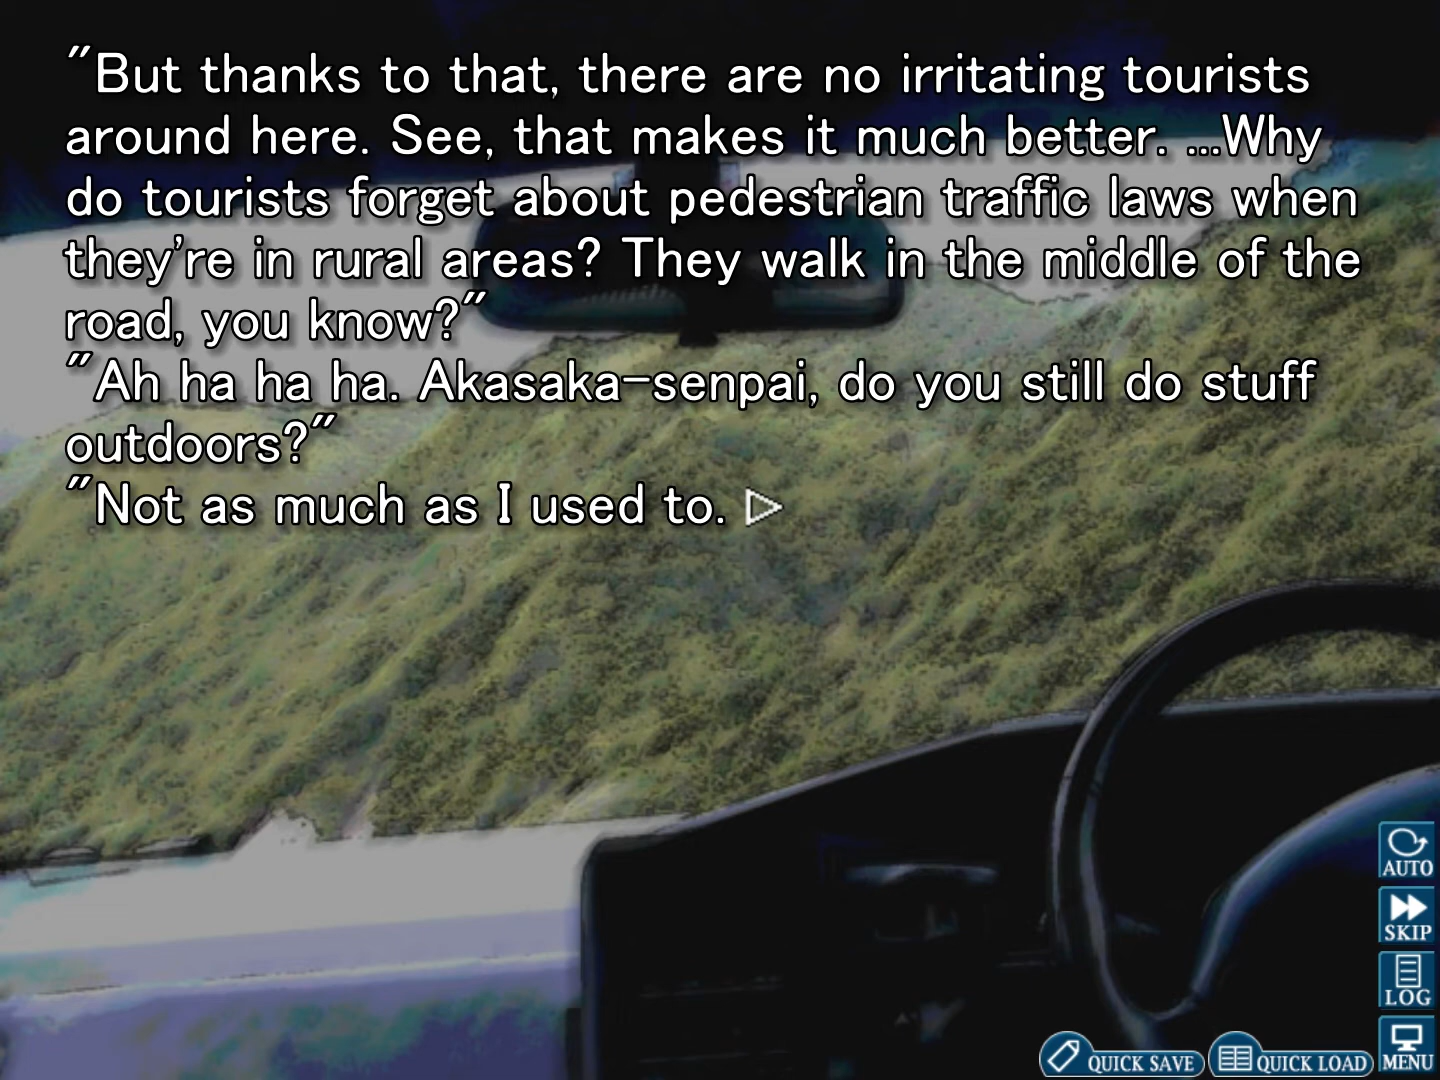 "But thanks to that, there are no irritating tourists
around here. See, that makes it much better. ...Why
do tourists forget about pedestrian traffic laws when
they're in rural areas? They walk in the middle of the
road, you know?"
"Ah ha ha ha. Akasaka-senpai, do you still do stuff
outdoors?"
"Not as much as I used to.
AUTO
SKIP
LOG
QUICK SAVE
QUICK LOAD
MENU